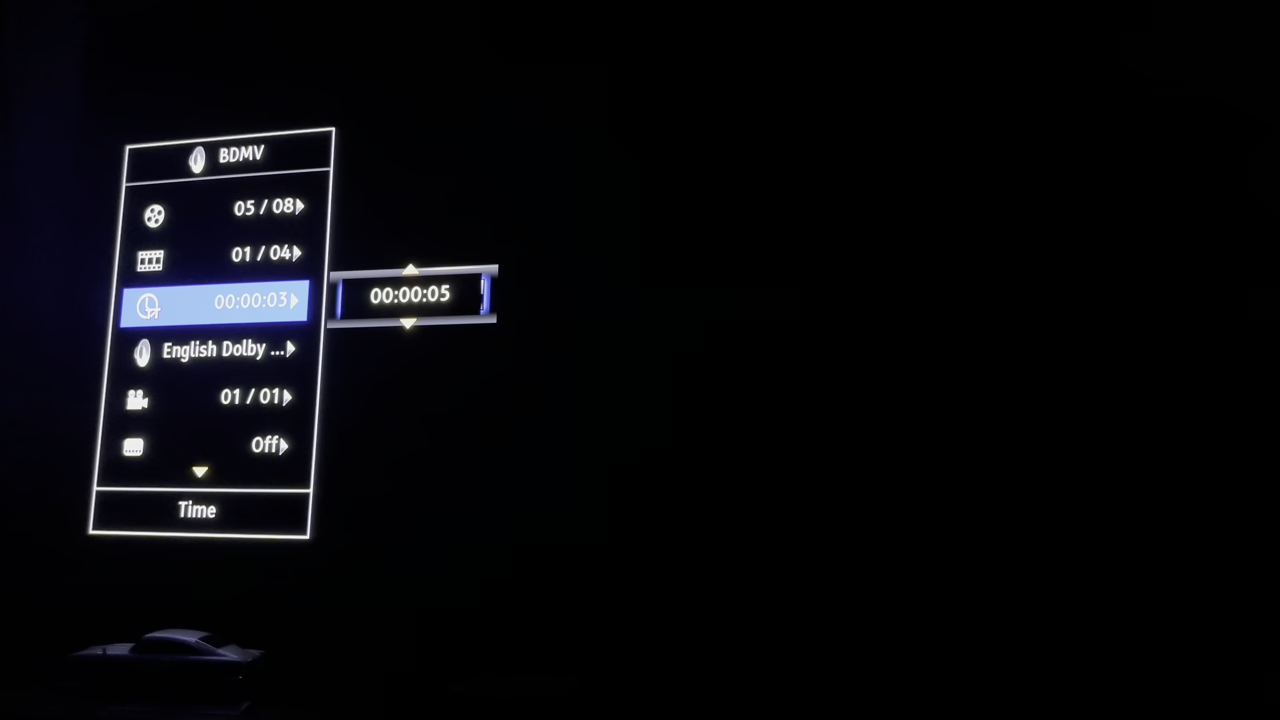 BDMV
05 / 08
01 / 04
00:00:03
00:00:05
English Dolby ...
01 / 01
Off
Time